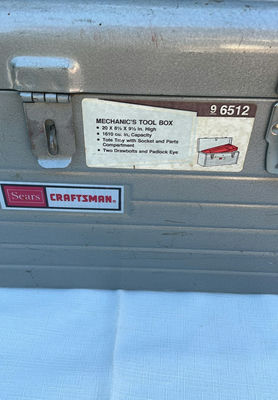 9 6512
MECHANIC'S TOOL BOX
• 20 X 8½ X 9½ in. High
• 1610 cu. in. Capacity
• Tote Tray with Socket and Parts
Compartment
• Two Drawbolts and Padlock Eye
Sears CRAFTSMAN®